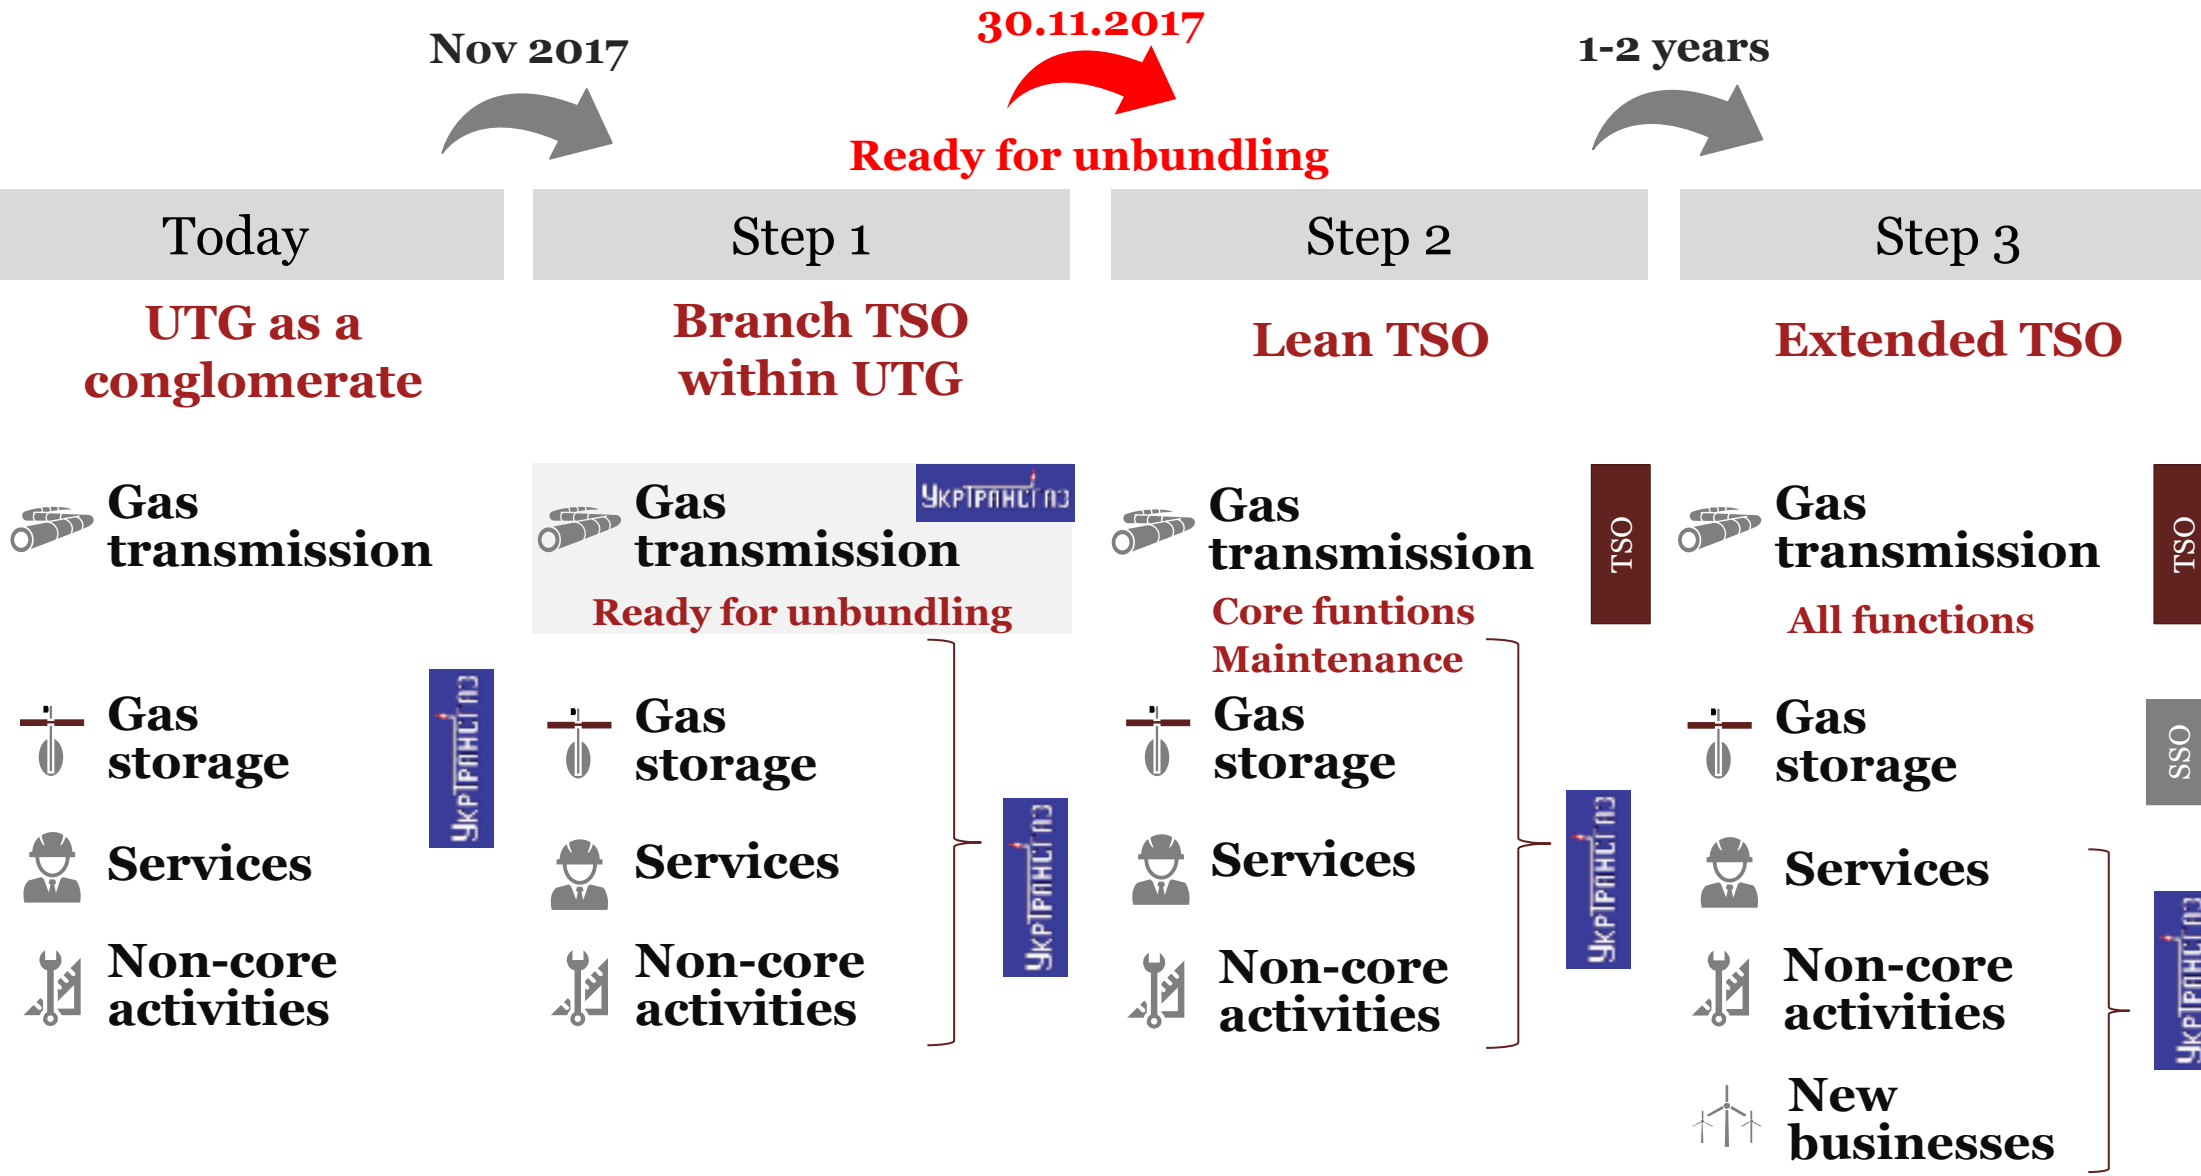 Nov 2017
30.11.2017
1-2 years
Ready for unbundling
Today
Step 1
Step 2
Step 3
UTG as a
conglomerate
Branch TSO
within UTG
Lean TSO
Extended TSO
Gas
transmission
Gas
storage
Services
Non-core
activities
УкрТрансГаз
Gas
transmission
УкрТрансГаз
Ready for unbundling
Gas
storage
Services
Non-core
activities
УкрТрансГаз
Gas
transmission
TSO
Core funtions
Maintenance
Gas
storage
Services
Non-core
activities
УкрТрансГаз
Gas
transmission
TSO
All functions
Gas
storage
SSO
Services
Non-core
activities
New
businesses
УкрТрансГаз